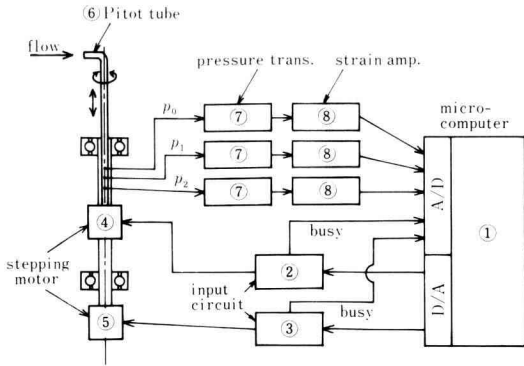 ⑥ Pitot tube
flow
pressure trans.
strain amp.
micro-
computer
p₀
⑦
⑧
p₁
⑦
⑧
p₂
⑦
⑧
A/D
①
④
busy
stepping
motor
②
input
circuit
D/A
⑤
③
busy